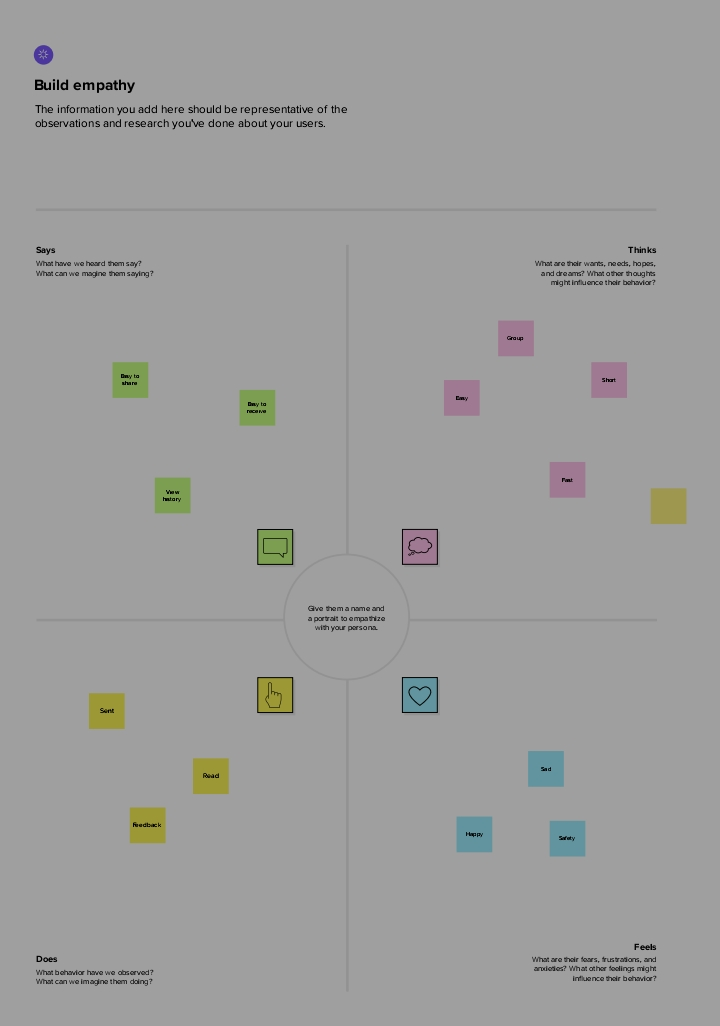 Build empathy
The information you add here should be representative of the
observations and research you've done about your users.
Says
What have we heard them say?
What can we magine them saying?
Thinks
What are their wants, needs, hopes,
and dreams? What other thoughts
might influence their behavior?
Group
Easy to
share
Short
Easy
Easy to
receive
Fast
View
history
Give them a name and
a portrait to empathize
with your persona.
Sent
Read
Feedback
Sad
Happy
Safety
Does
What behavior have we observed?
What can we imagine them doing?
Feels
What are their fears, frustrations, and
anxieties? What other feelings might
influence their behavior?